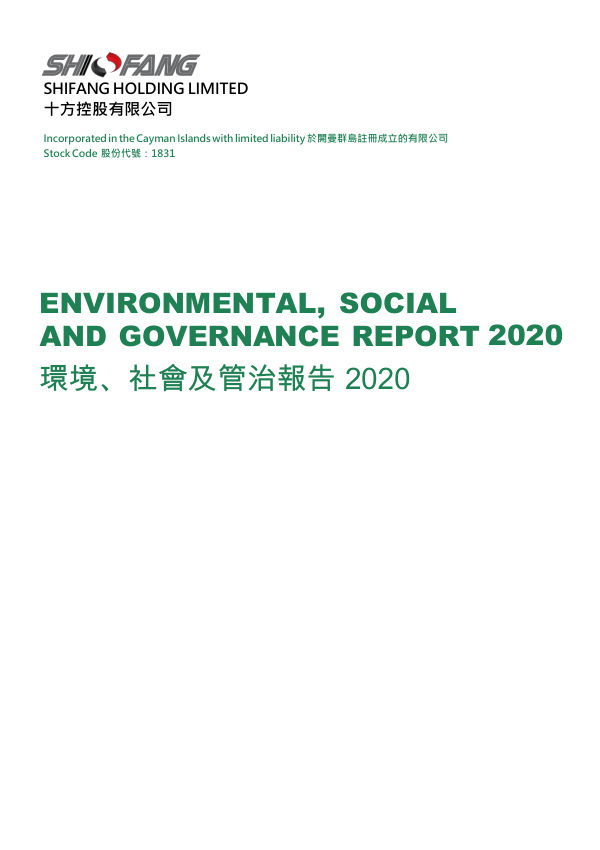 SHIFANG
SHIFANG HOLDING LIMITED
十方控股有限公司
Incorporated in the Cayman Islands with limited liability 於開曼群島註冊成立的有限公司
Stock Code 股份代號：1831
ENVIRONMENTAL, SOCIAL
AND GOVERNANCE REPORT 2020
環境、社會及管治報告 2020